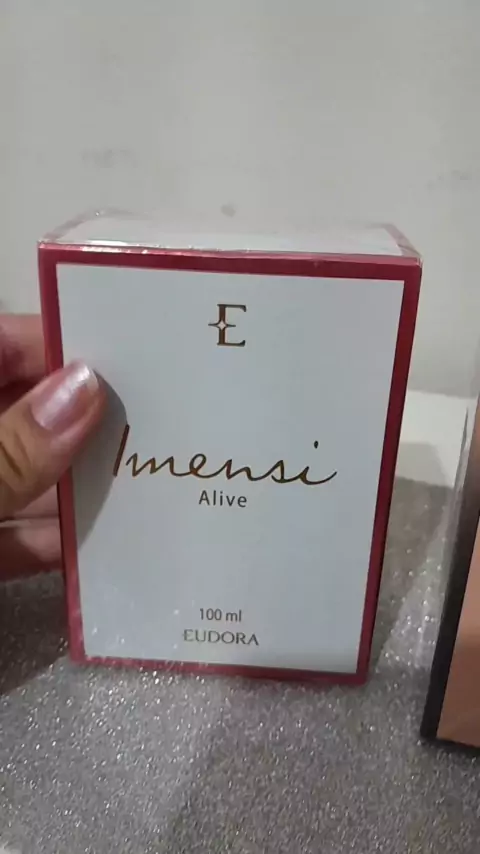 E
Imensi
Alive
100 ml
EUDORA